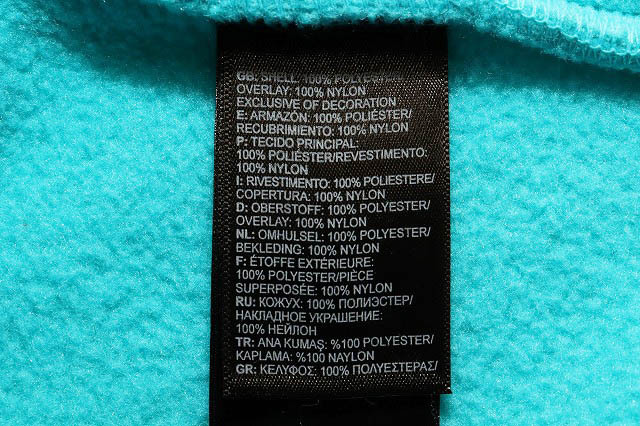 GB: SHELL: 100% POLYESTER/
OVERLAY: 100% NYLON
EXCLUSIVE OF DECORATION
E: ARMAZÓN: 100% POLIÉSTER/
RECUBRIMIENTO: 100% NYLON
P: TECIDO PRINCIPAL:
100% POLIÉSTER/REVESTIMENTO:
100% NYLON
I: RIVESTIMENTO: 100% POLIESTERE/
COPERTURA: 100% NYLON
D: OBERSTOFF: 100% POLYESTER/
OVERLAY: 100% NYLON
NL: OMHULSEL: 100% POLYESTER/
BEKLEDING: 100% NYLON
F: ÉTOFFE EXTÉRIEURE:
100% POLYESTER/PIÈCE
SUPERPOSÉE: 100% NYLON
RU: КОЖУХ: 100% ПОЛИЭСТЕР/
НАКЛАДНОЕ УКРАШЕНИЕ:
100% НЕЙЛОН
TR: ANA KUMAŞ: %100 POLYESTER/
KAPLAMA: %100 NAYLON
GR: ΚΕΛΥΦΟΣ: 100% ΠΟΛΥΕΣΤΕΡΑΣ/